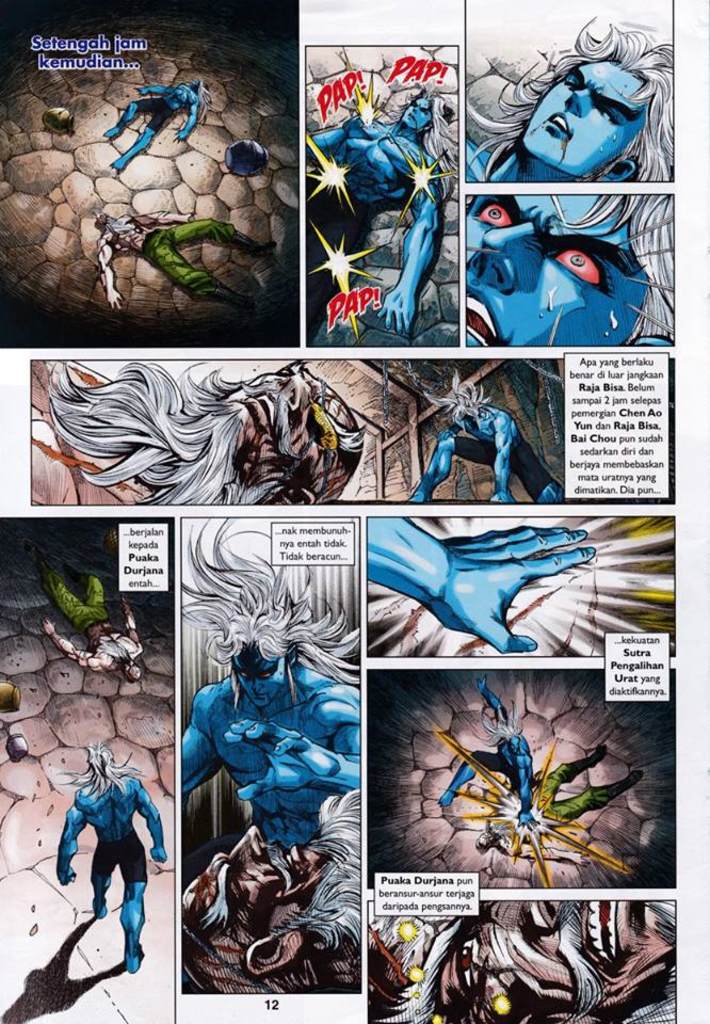 Setengah jam
kemudian...
PAP!
PAP!
PAP!
Apa yang berlaku
benar di luar jangkaan
Raja Bisa. Belum
sampai 2 jam selepas
pemergian Chen Ao
Yun dan Raja Bisa,
Bai Chou pun sudah
sedarkan diri dan
berjaya membebaskan
mata uratnya yang
dimatikan. Dia pun...
...berjalan
kepada
Puaka
Durjana
entah...
...nak membunuh-
nya entah tidak.
Tidak beracun...
...kekuatan
Sutra
Pengalihan
Urat yang
diaktifkannya.
Puaka Durjana pun
beransur-ansur terjaga
daripada pengsannya.
12